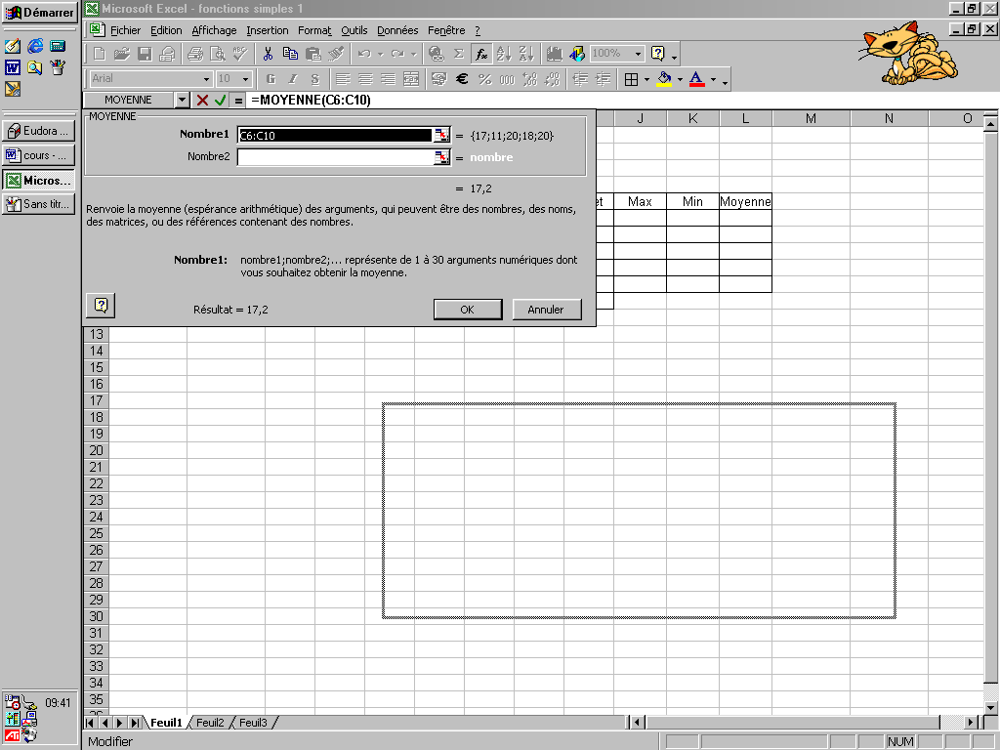 Démarrer
Microsoft Excel - fonctions simples 1
Fichier Edition Affichage Insertion Format Outils Données Fenêtre ?
100%
Arial 10 G I S € % 000
MOYENNE =MOYENNE(C6:C10)
MOYENNE
Nombre1 C6:C10 = {17;11;20;18;20}
Nombre2 = nombre
= 17,2
Renvoie la moyenne (espérance arithmétique) des arguments, qui peuvent être des nombres, des noms,
des matrices, ou des références contenant des nombres.
Nombre1: nombre1;nombre2;... représente de 1 à 30 arguments numériques dont
vous souhaitez obtenir la moyenne.
Résultat = 17,2
OK
Annuler
J K L M N O
et Max Min Moyenne
13
14
15
16
17
18
19
20
21
22
23
24
25
26
27
28
29
30
31
32
33
34
35
Feuil1 Feuil2 Feuil3
Modifier
NUM
Eudora ...
cours - ...
Micros...
Sans titr...
09:41